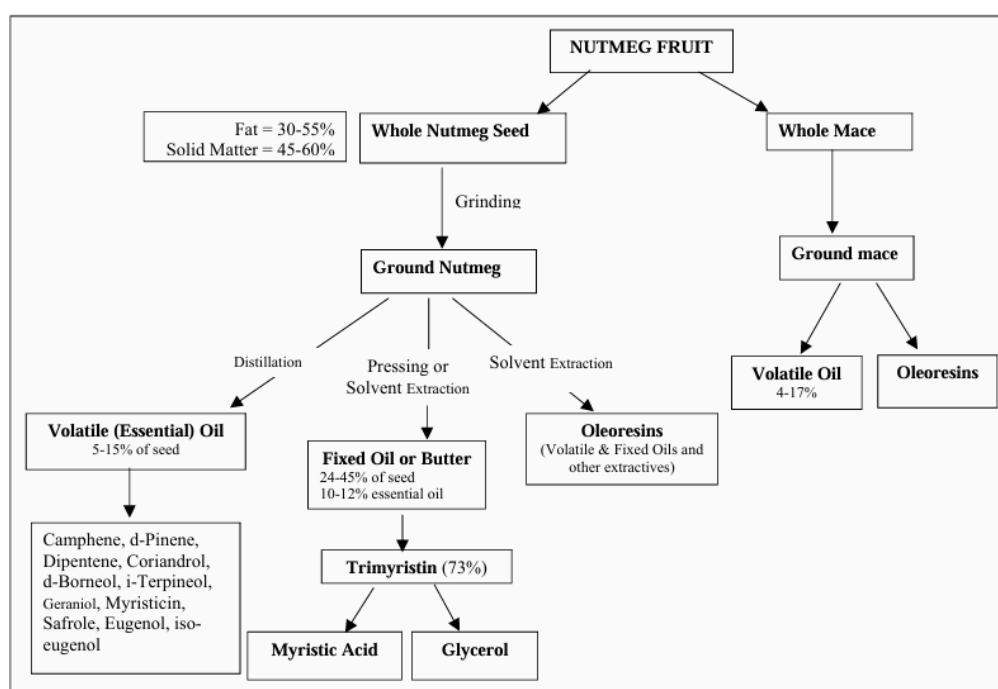 NUTMEG FRUIT
Fat = 30-55%
Solid Matter = 45-60%
Whole Nutmeg Seed
Whole Mace
Grinding
Ground Nutmeg
Ground mace
Distillation
Pressing or
Solvent Extraction
Solvent Extraction
Volatile Oil
4-17%
Oleoresins
Volatile (Essential) Oil
5-15% of seed
Fixed Oil or Butter
24-45% of seed
10-12% essential oil
Oleoresins
(Volatile & Fixed Oils and
other extractives)
Camphene, d-Pinene,
Dipentene, Coriandrol,
d-Borneol, i-Terpineol,
Geraniol, Myristicin,
Safrole, Eugenol, iso-
eugenol
Trimyristin (73%)
Myristic Acid
Glycerol